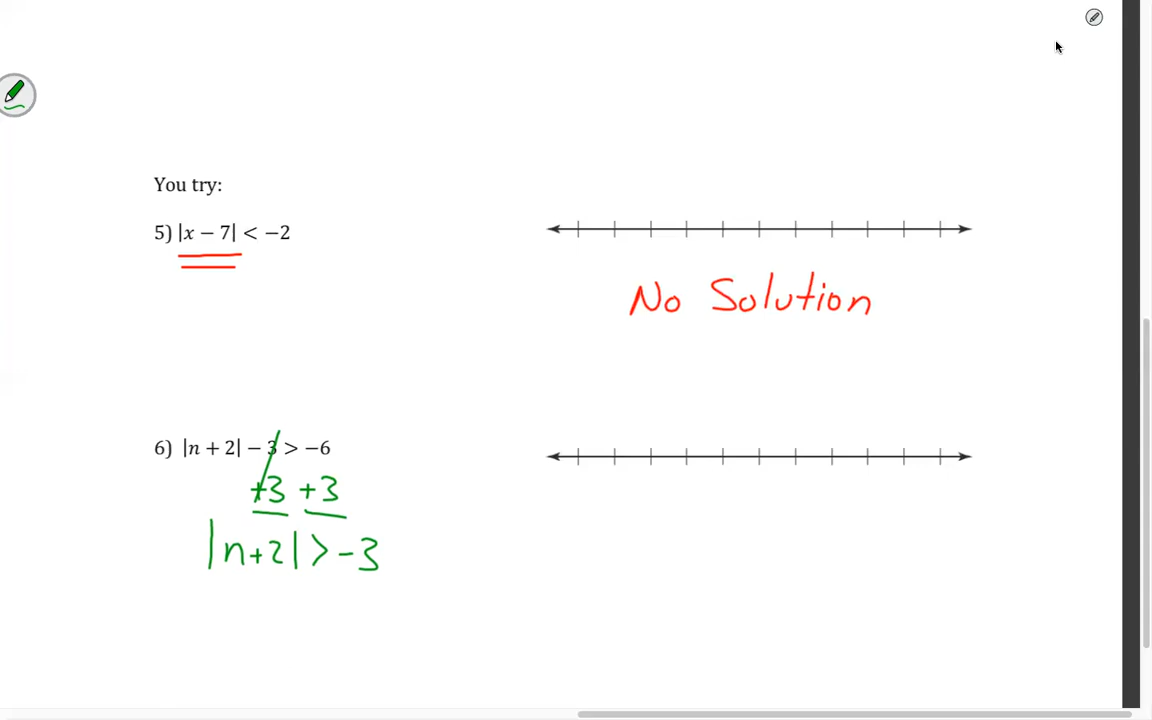 You try:
5) |x − 7| < −2
No Solution
6) |n + 2| − 3 > −6
+3 +3
|n+2| > -3